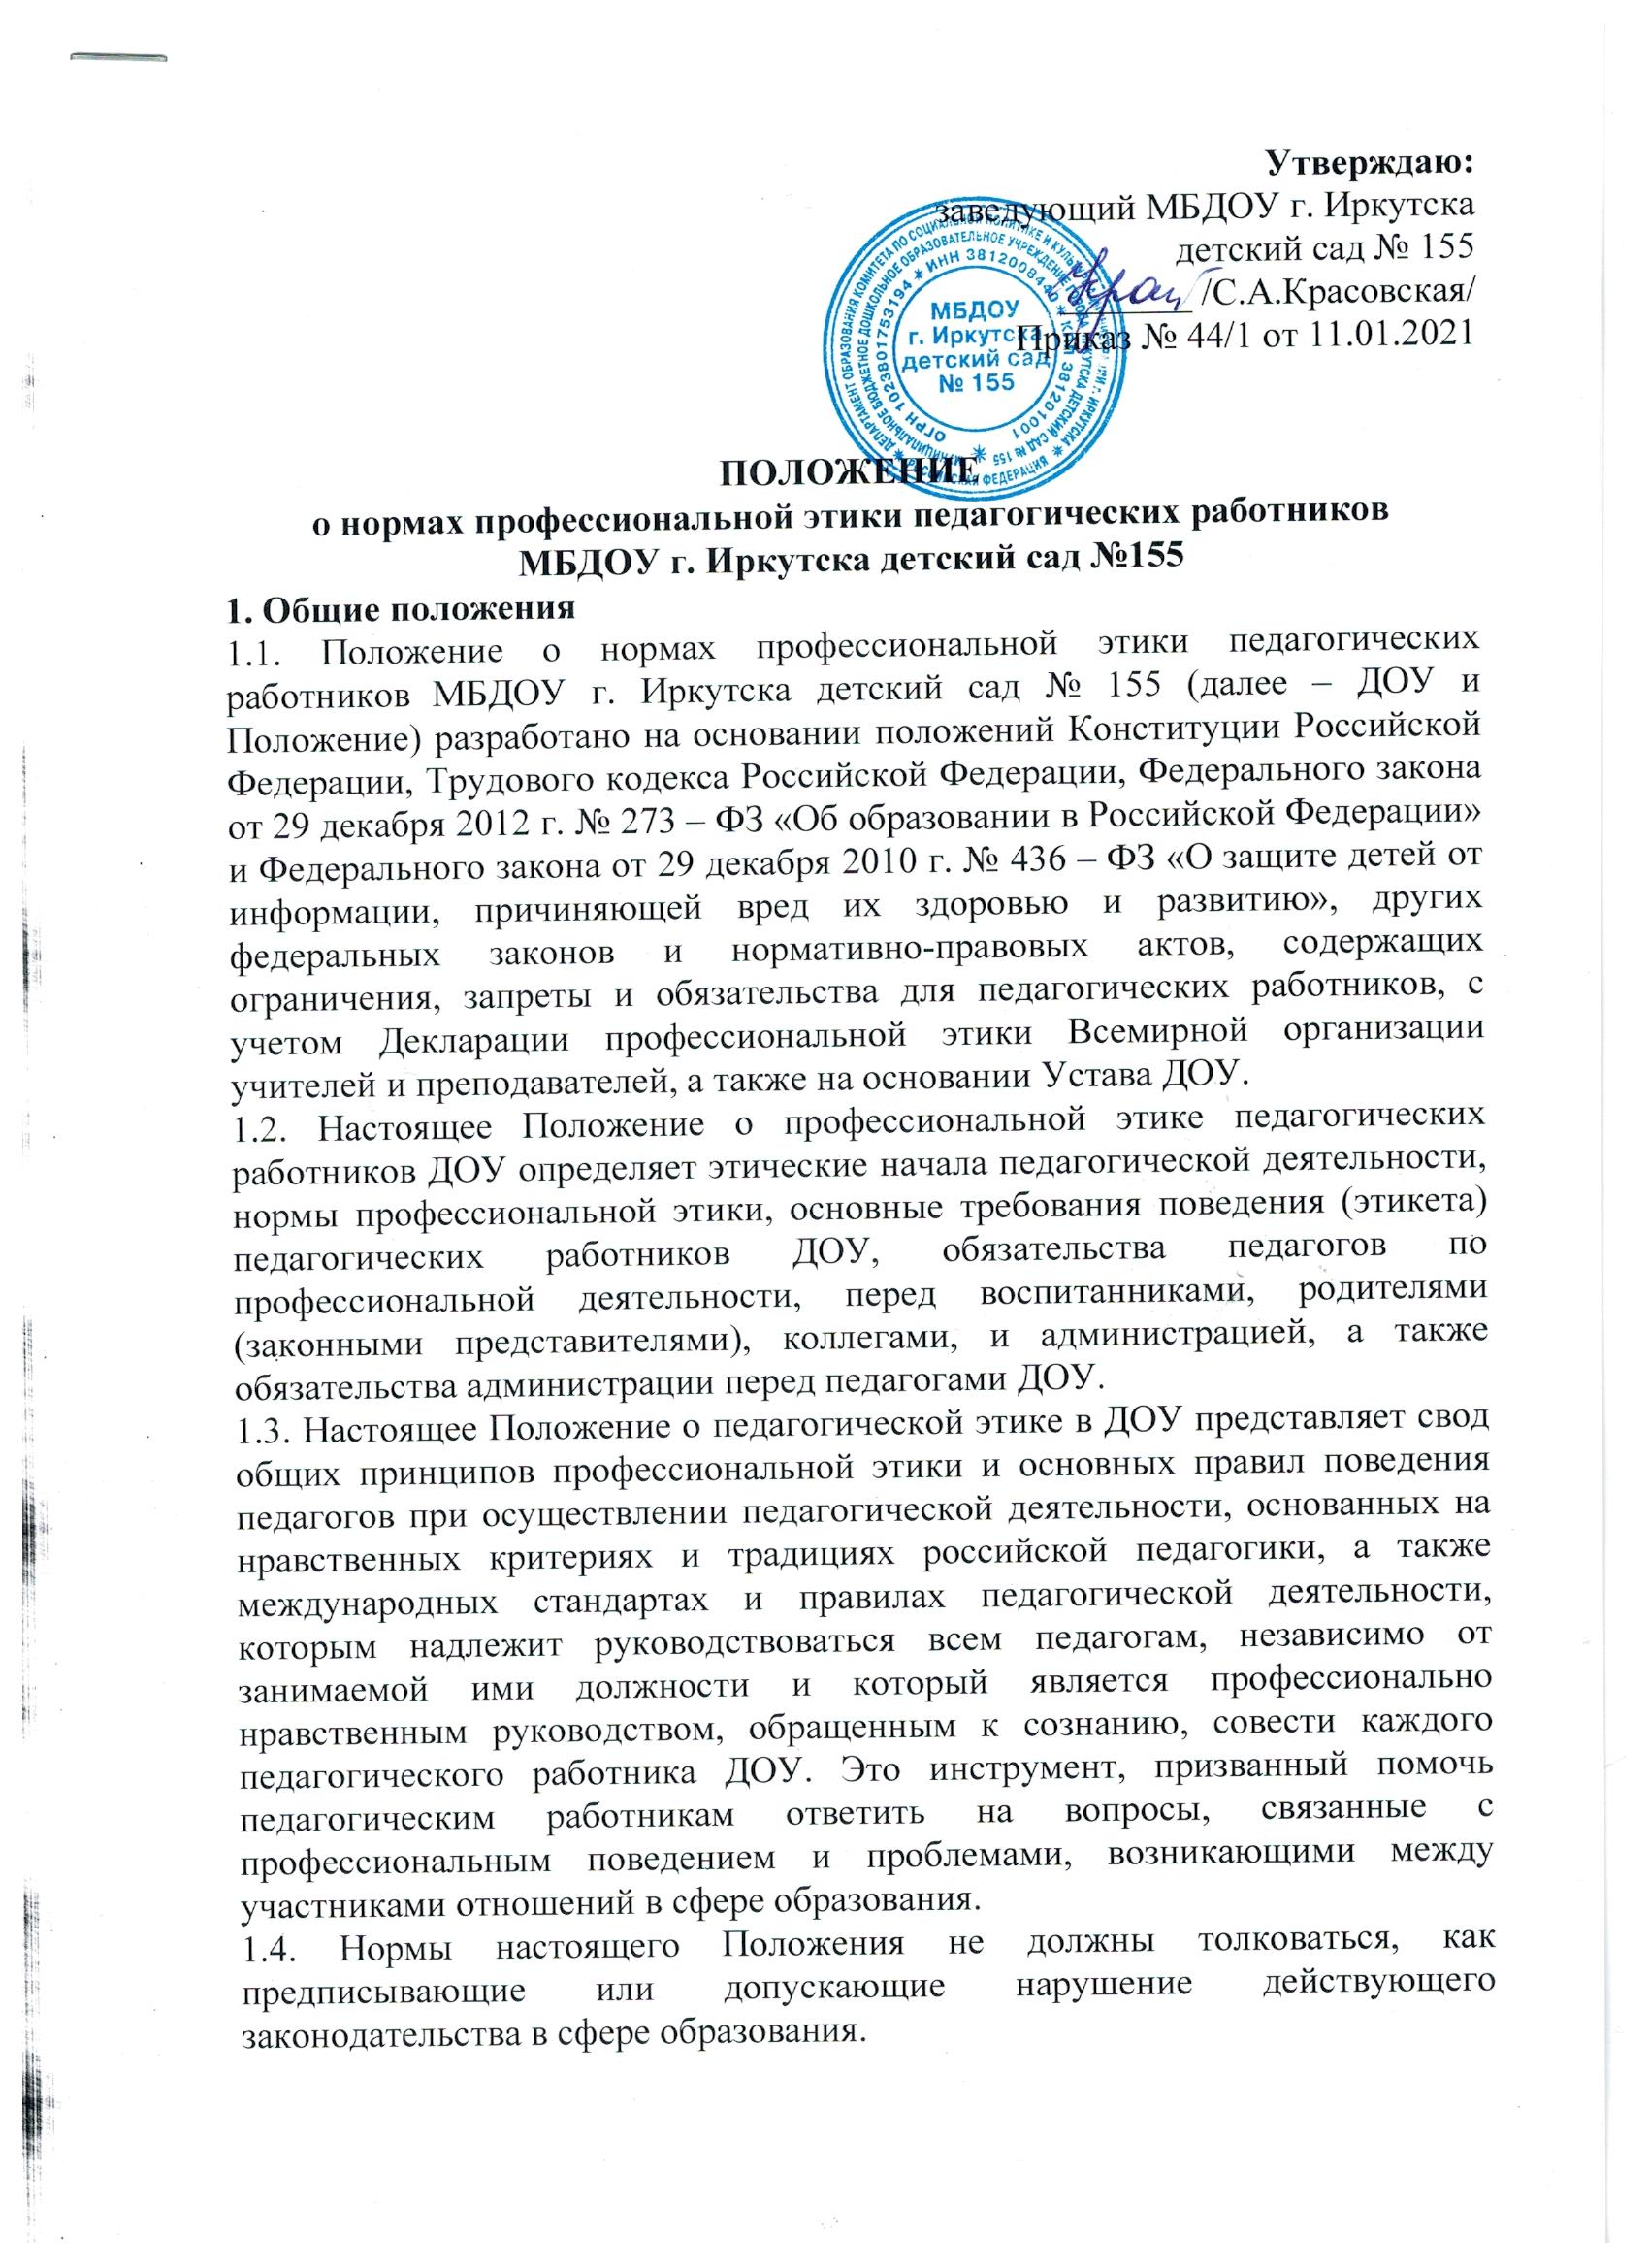 Утверждаю:
заведующий МБДОУ г. Иркутска
детский сад № 155
/С.А.Красовская/
Приказ № 44/1 от 11.01.2021
МБДОУ
г. Иркутска
детский сад
№ 155
ОГРН 1023801753194 * ИНН 3812008440 * КПП 381201001
ПОЛОЖЕНИЕ
о нормах профессиональной этики педагогических работников
МБДОУ г. Иркутска детский сад №155
1. Общие положения
1.1. Положение о нормах профессиональной этики педагогических
работников МБДОУ г. Иркутска детский сад № 155 (далее – ДОУ и
Положение) разработано на основании положений Конституции Российской
Федерации, Трудового кодекса Российской Федерации, Федерального закона
от 29 декабря 2012 г. № 273 – ФЗ «Об образовании в Российской Федерации»
и Федерального закона от 29 декабря 2010 г. № 436 – ФЗ «О защите детей от
информации, причиняющей вред их здоровью и развитию», других
федеральных законов и нормативно-правовых актов, содержащих
ограничения, запреты и обязательства для педагогических работников, с
учетом Декларации профессиональной этики Всемирной организации
учителей и преподавателей, а также на основании Устава ДОУ.
1.2. Настоящее Положение о профессиональной этике педагогических
работников ДОУ определяет этические начала педагогической деятельности,
нормы профессиональной этики, основные требования поведения (этикета)
педагогических работников ДОУ, обязательства педагогов по
профессиональной деятельности, перед воспитанниками, родителями
(законными представителями), коллегами, и администрацией, а также
обязательства администрации перед педагогами ДОУ.
1.3. Настоящее Положение о педагогической этике в ДОУ представляет свод
общих принципов профессиональной этики и основных правил поведения
педагогов при осуществлении педагогической деятельности, основанных на
нравственных критериях и традициях российской педагогики, а также
международных стандартах и правилах педагогической деятельности,
которым надлежит руководствоваться всем педагогам, независимо от
занимаемой ими должности и который является профессионально
нравственным руководством, обращенным к сознанию, совести каждого
педагогического работника ДОУ. Это инструмент, призванный помочь
педагогическим работникам ответить на вопросы, связанные с
профессиональным поведением и проблемами, возникающими между
участниками отношений в сфере образования.
1.4. Нормы настоящего Положения не должны толковаться, как
предписывающие или допускающие нарушение действующего
законодательства в сфере образования.